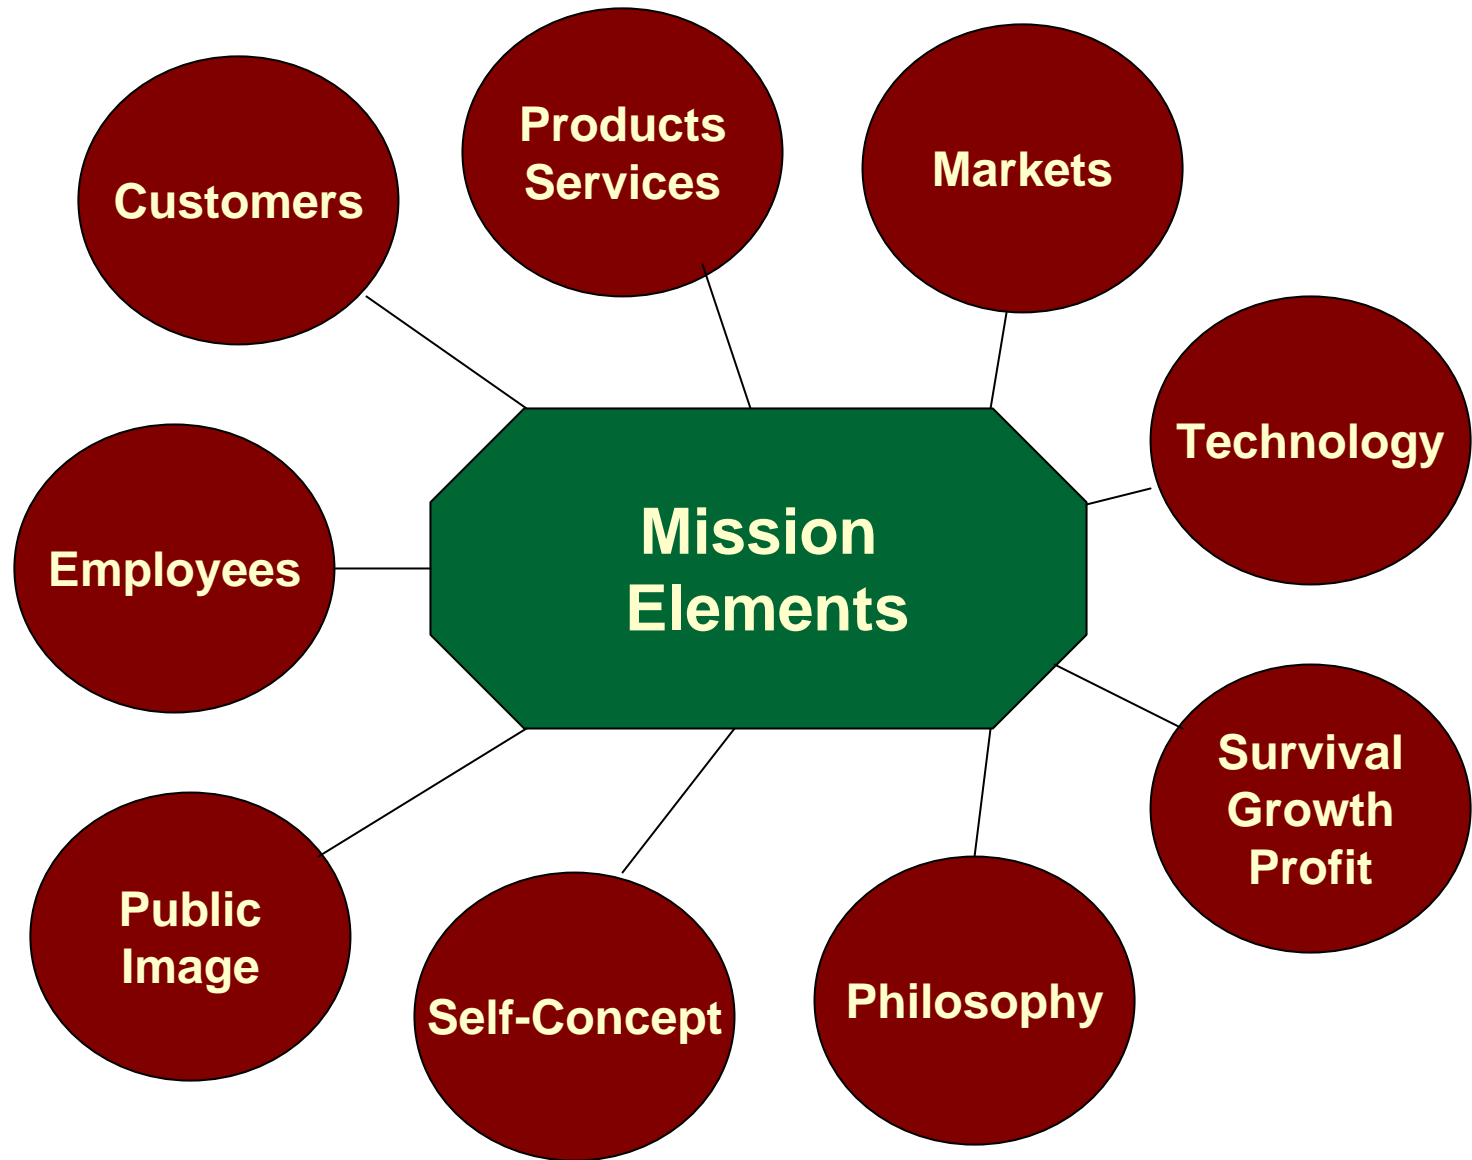 Customers
Products
Services
Markets
Technology
Employees
Mission
Elements
Survival
Growth
Profit
Public
Image
Self-Concept
Philosophy